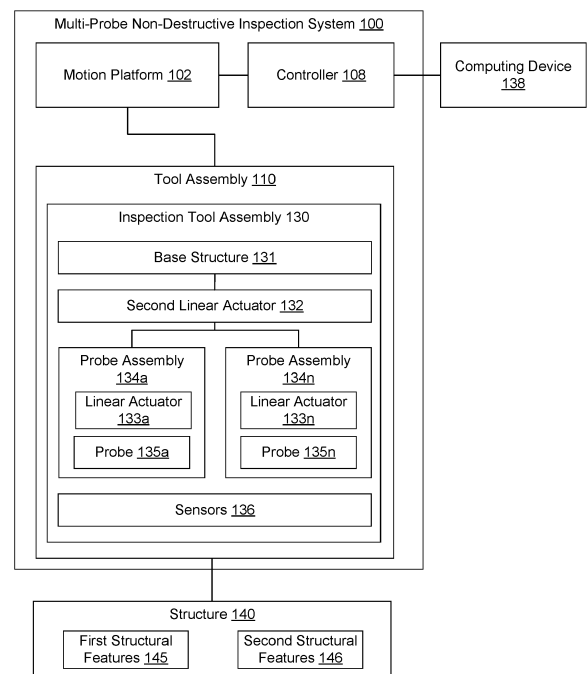 Multi-Probe Non-Destructive Inspection System 100
Motion Platform 102
Controller 108
Computing Device
138
Tool Assembly 110
Inspection Tool Assembly 130
Base Structure 131
Second Linear Actuator 132
Probe Assembly
134a
Linear Actuator
133a
Probe 135a
Probe Assembly
134n
Linear Actuator
133n
Probe 135n
Sensors 136
Structure 140
First Structural
Features 145
Second Structural
Features 146